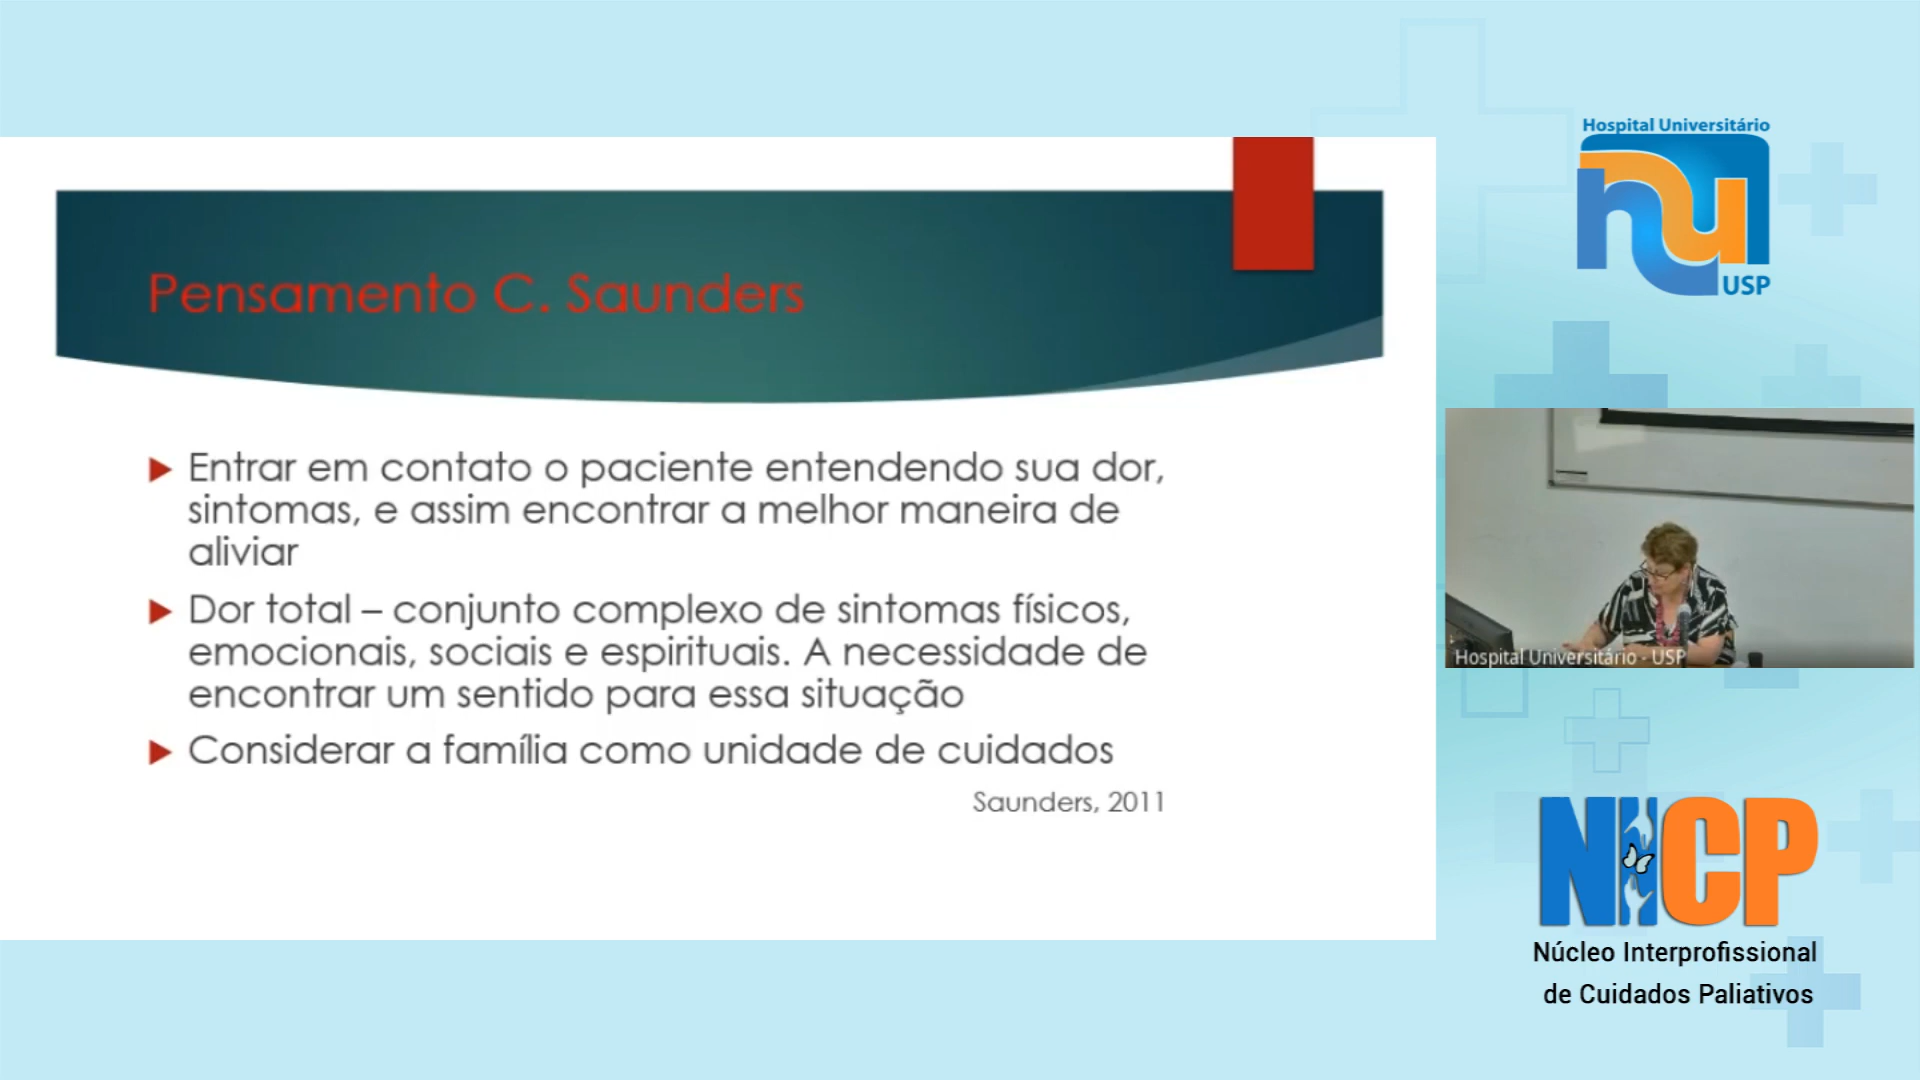 Pensamento C. Saunders
Entrar em contato o paciente entendendo sua dor,
sintomas, e assim encontrar a melhor maneira de
aliviar
Dor total – conjunto complexo de sintomas físicos,
emocionais, sociais e espirituais. A necessidade de
encontrar um sentido para essa situação
Considerar a família como unidade de cuidados
Saunders, 2011
Hospital Universitário
hu
USP
Hospital Universitário - USP
NICP
Núcleo Interprofissional
de Cuidados Paliativos